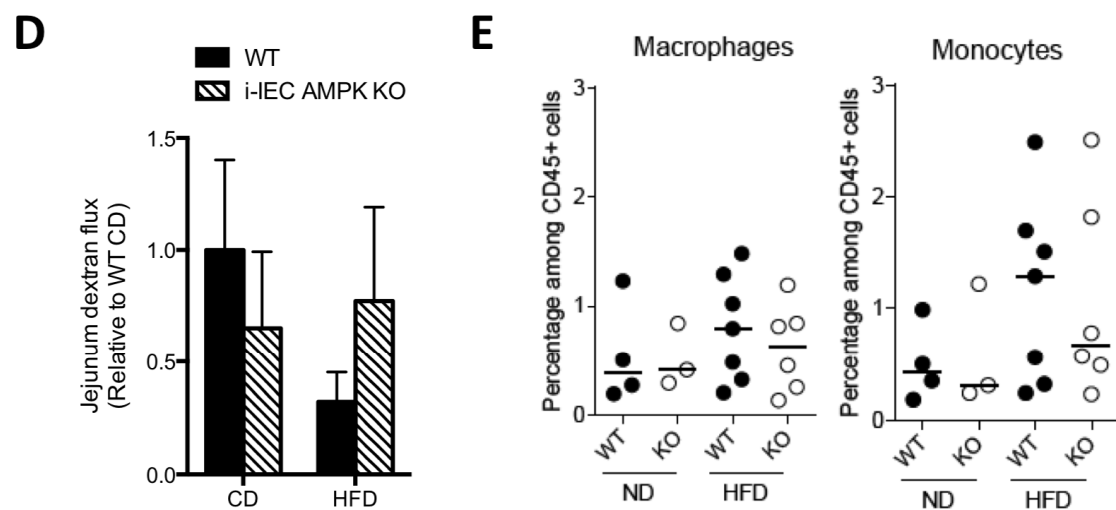 D
WT
i-IEC AMPK KO
Jejunum dextran flux
(Relative to WT CD)
1.5
1.0
0.5
0.0
CD
HFD
E
Macrophages
Percentage among CD45+ cells
3
2
1
0
WT
KO
WT
KO
ND
HFD
Monocytes
Percentage among CD45+ cells
3
2
1
0
WT
KO
WT
KO
ND
HFD